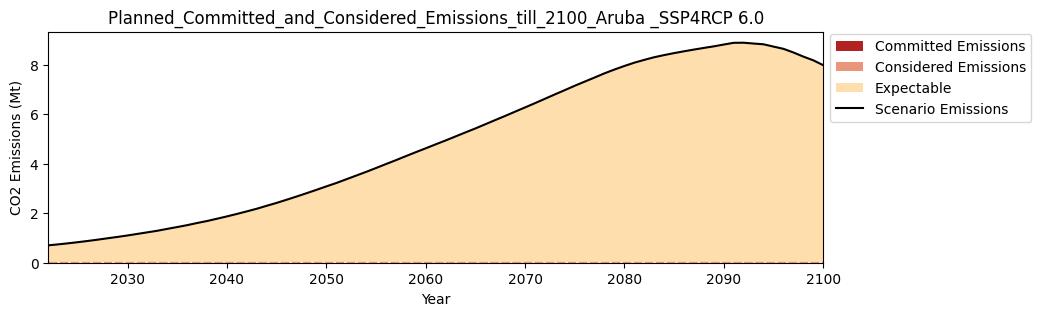 Planned_Committed_and_Considered_Emissions_till_2100_Aruba _SSP4RCP 6.0
Committed Emissions
Considered Emissions
Expectable
Scenario Emissions
CO2 Emissions (Mt)
8
6
4
2
0
2030 2040 2050 2060 2070 2080 2090 2100
Year